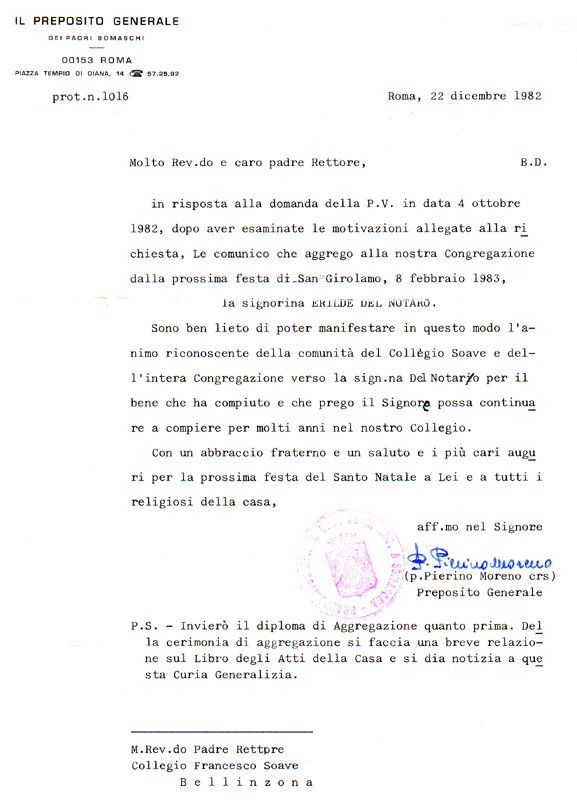 IL PREPOSITO GENERALE
DEI PADRI SOMASCHI
00153 ROMA
PIAZZA TEMPIO DI DIANA, 14 ☎ 57.25.92
prot.n.1016 Roma, 22 dicembre 1982
Molto Rev.do e caro padre Rettore, B.D.
in risposta alla domanda della P.V. in data 4 ottobre
1982, dopo aver esaminate le motivazioni allegate alla ri
chiesta, Le comunico che aggrego alla nostra Congregazione
dalla prossima festa di San Girolamo, 8 febbraio 1983,
la signorina ERILDE DEL NOTARO.
Sono ben lieto di poter manifestare in questo modo l'a-
nimo riconoscente della comunità del Collègio Soave e del-
l'intera Congregazione verso la sign.na Del Notaro per il
bene che ha compiuto e che prego il Signore possa continua
re a compiere per molti anni nel nostro Collegio.
Con un abbraccio fraterno e un saluto e i più cari augu
ri per la prossima festa del Santo Natale a Lei e a tutti i
religiosi della casa,
aff.mo nel Signore
p. Pierino Moreno
(p.Pierino Moreno crs)
Preposito Generale
P.S. - Invierò il diploma di Aggregazione quanto prima. Del
la cerimonia di aggregazione si faccia una breve relazio-
ne sul Libro degli Atti della Casa e si dia notizia a que
sta Curia Generalizia.
M.Rev.do Padre Rettpre
Collegio Francesco Soave
B e l l i n z o n a